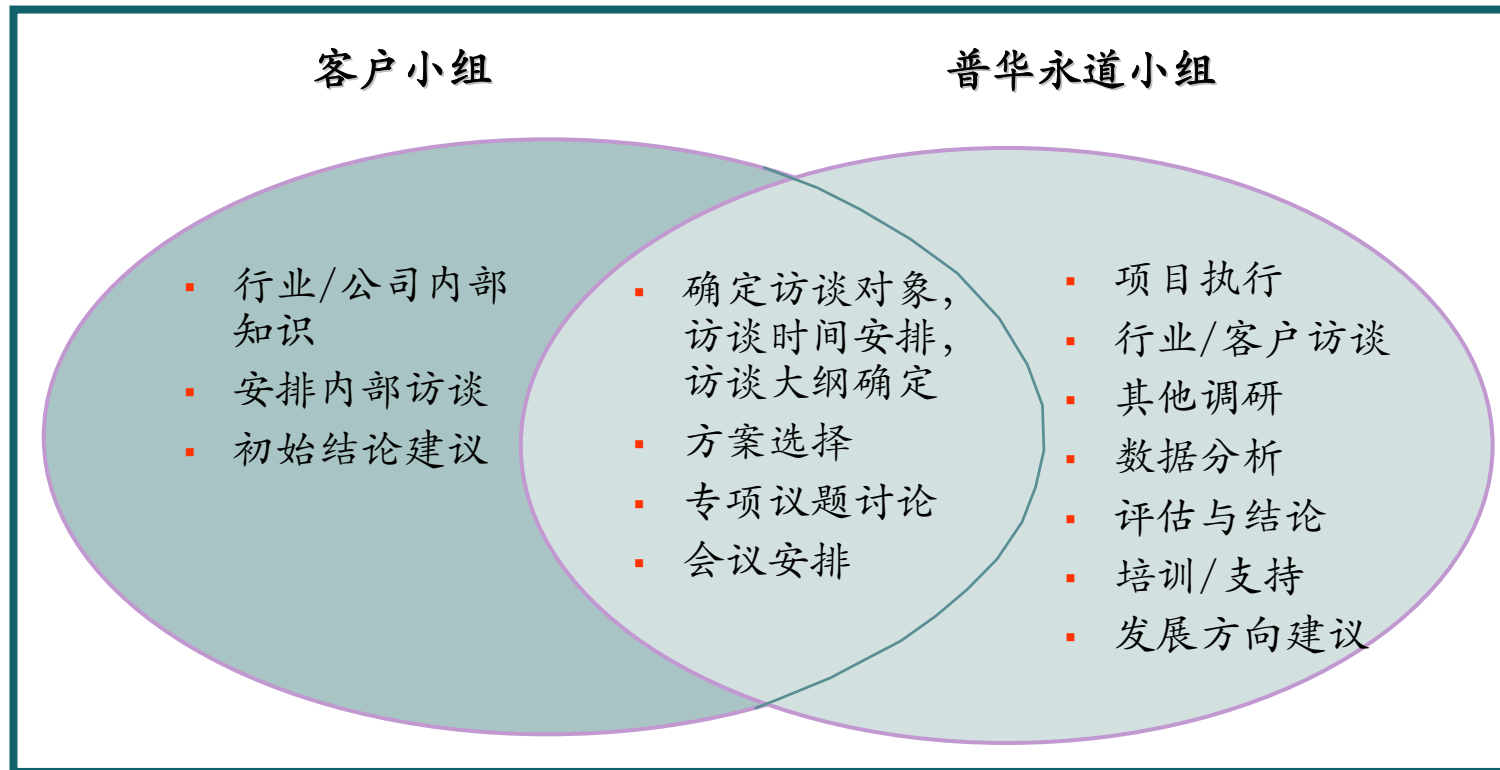 客户小组
普华永道小组
▪ 行业/公司内部
知识
▪ 安排内部访谈
▪ 初始结论建议
▪ 确定访谈对象，
访谈时间安排，
访谈大纲确定
▪ 方案选择
▪ 专项议题讨论
▪ 会议安排
▪ 项目执行
▪ 行业/客户访谈
▪ 其他调研
▪ 数据分析
▪ 评估与结论
▪ 培训/支持
▪ 发展方向建议